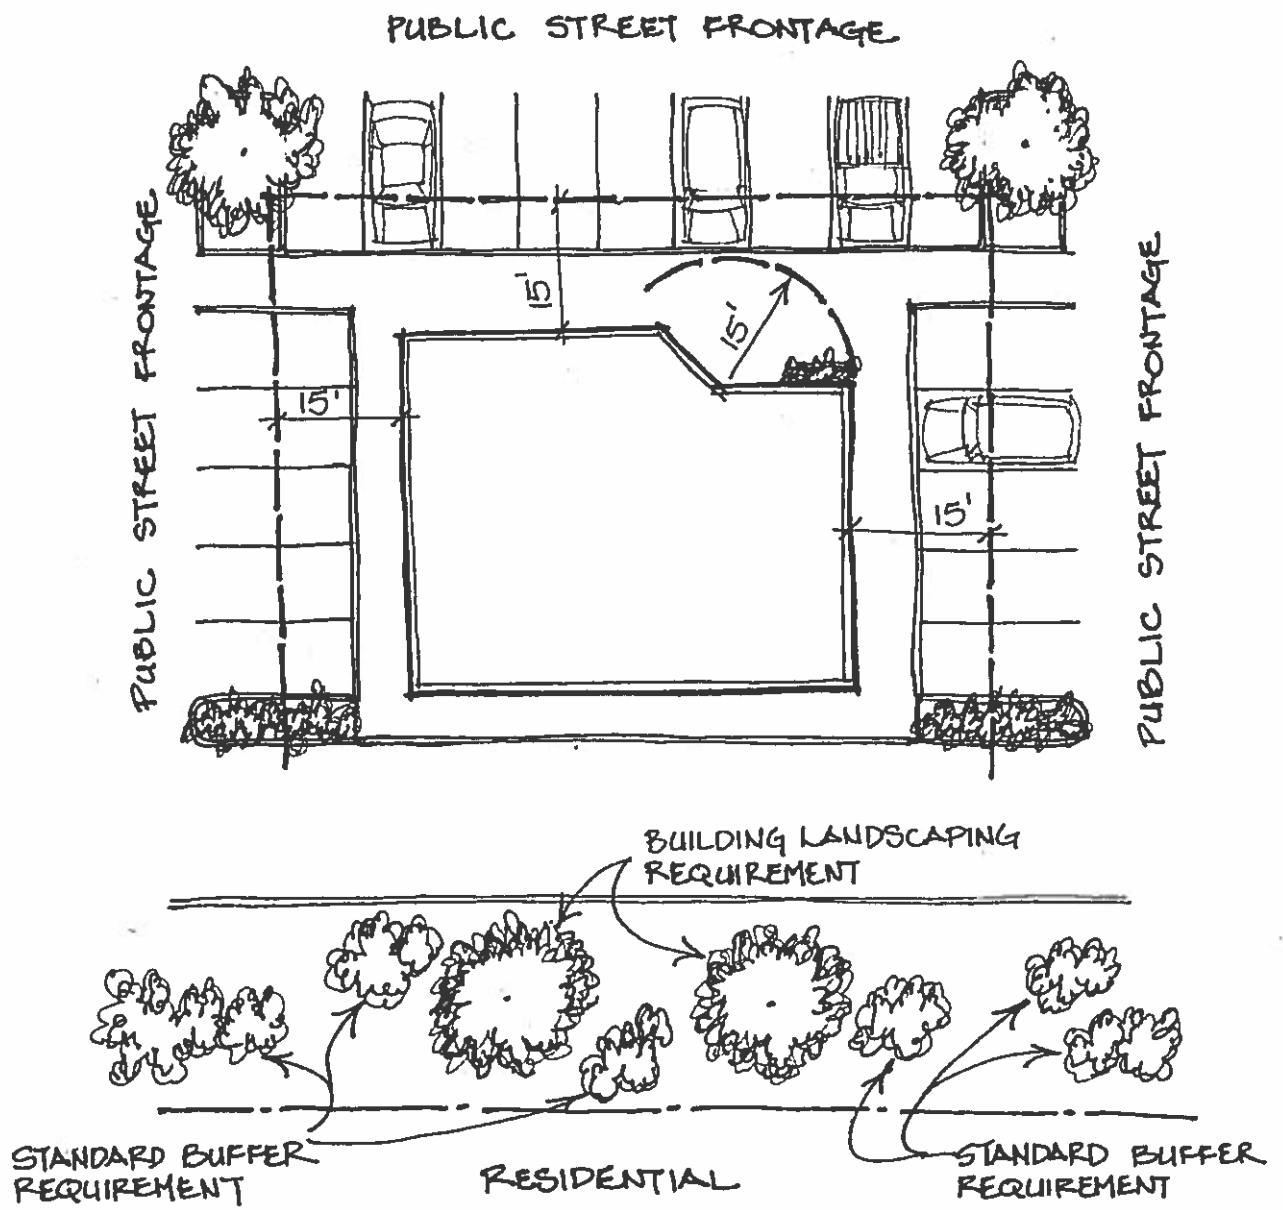 PUBLIC STREET FRONTAGE
PUBLIC STREET FRONTAGE
PUBLIC STREET FRONTAGE
15'
15'
15'
15'
BUILDING LANDSCAPING
REQUIREMENT
STANDARD BUFFER
REQUIREMENT
RESIDENTIAL
STANDARD BUFFER
REQUIREMENT